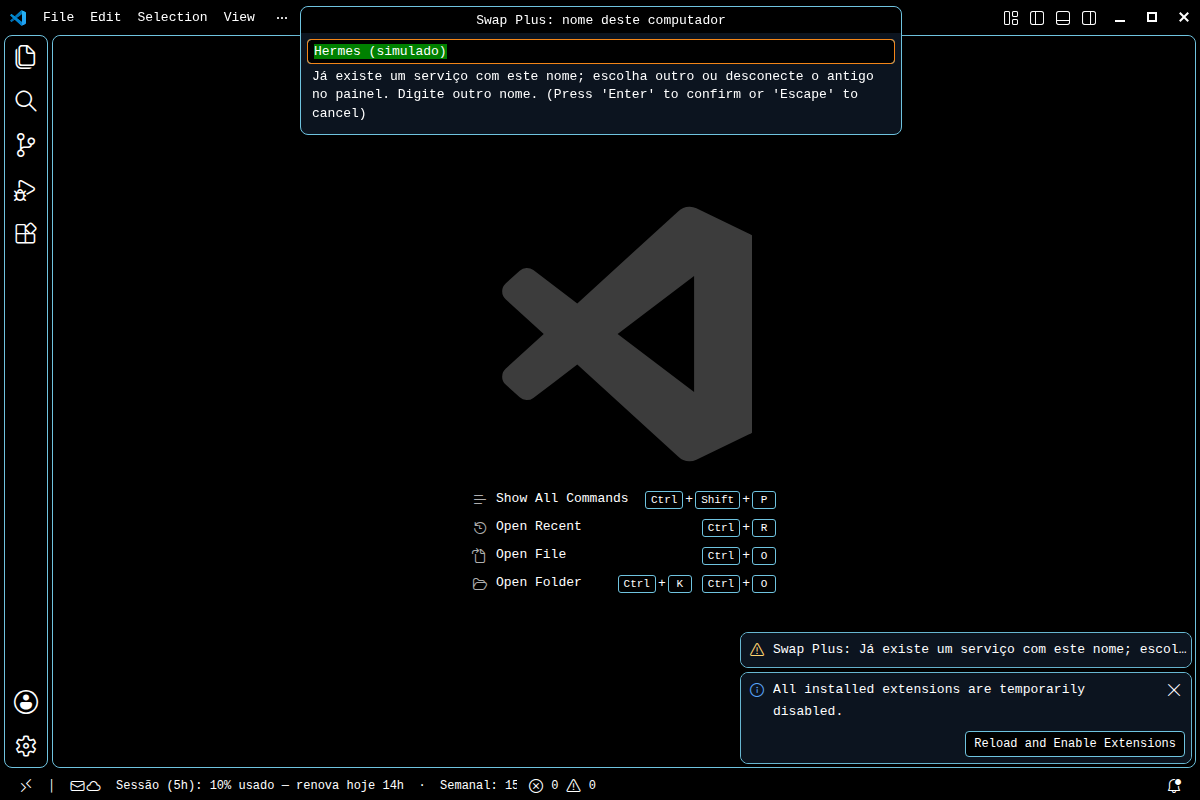 File Edit Selection View ···
Swap Plus: nome deste computador
Hermes (simulado)
Já existe um serviço com este nome; escolha outro ou desconecte o antigo
no painel. Digite outro nome. (Press 'Enter' to confirm or 'Escape' to
cancel)
Show All Commands Ctrl + Shift + P
Open Recent Ctrl + R
Open File Ctrl + O
Open Folder Ctrl + K Ctrl + O
Swap Plus: Já existe um serviço com este nome; escol…
All installed extensions are temporarily
disabled.
Reload and Enable Extensions
Sessão (5h): 10% usado — renova hoje 14h · Semanal: 15 0 0